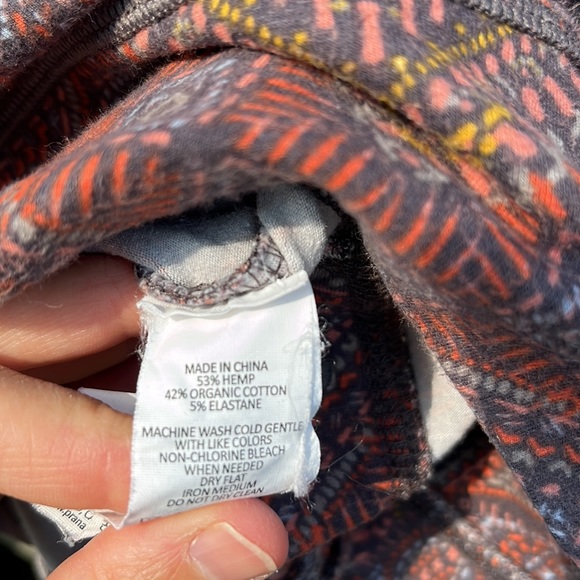 MADE IN CHINA
53% HEMP
42% ORGANIC COTTON
5% ELASTANE
MACHINE WASH COLD GENTLE
WITH LIKE COLORS
NON-CHLORINE BLEACH
WHEN NEEDED
DRY FLAT
IRON MEDIUM
DO NOT DRY CLEAN
prana